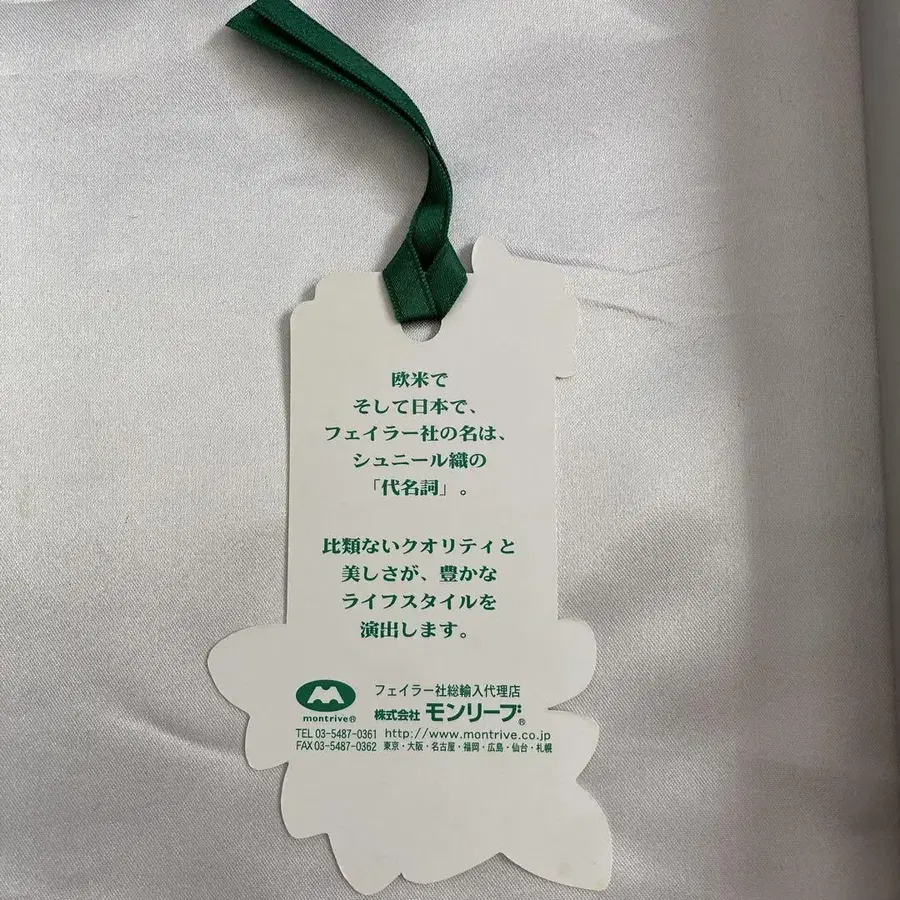 欧米で
そして日本で、
フェイラー社の名は、
シュニール織の
「代名詞」。
比類ないクオリティと
美しさが、豊かな
ライフスタイルを
演出します。
montrive®
フェイラー社総輸入代理店
株式会社 モンリーブ®
TEL 03-5487-0361 http://www.montrive.co.jp
FAX 03-5487-0362 東京・大阪・名古屋・福岡・広島・仙台・札幌